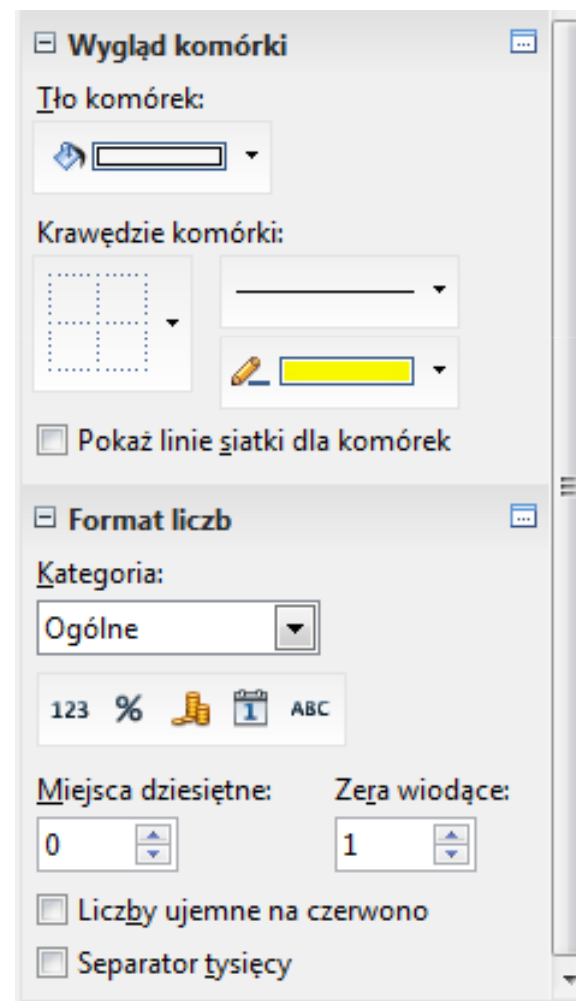 Wygląd komórki
Tło komórek:
Krawędzie komórki:
Pokaż linie siatki dla komórek
Format liczb
Kategoria:
Ogólne
123 % 1 ABC
Miejsca dziesiętne: Zera wiodące:
0 1
Liczby ujemne na czerwono
Separator tysięcy